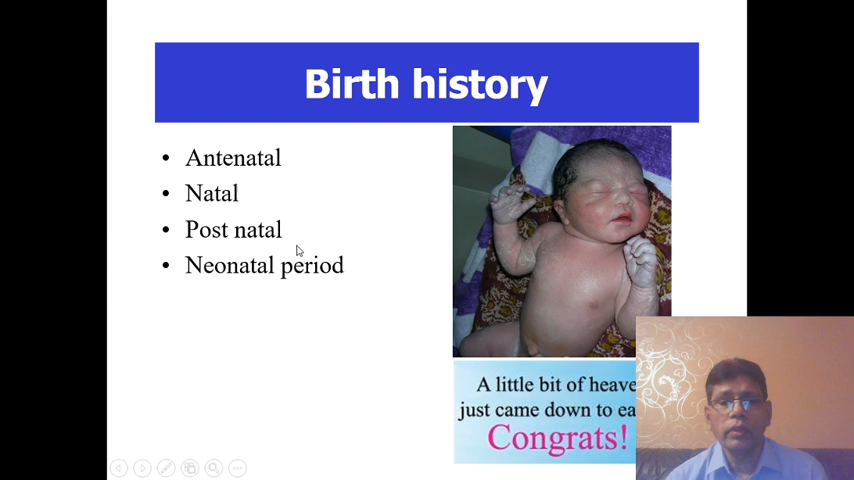 Birth history
• Antenatal
• Natal
• Post natal
• Neonatal period
A little bit of heave
just came down to ea
Congrats!